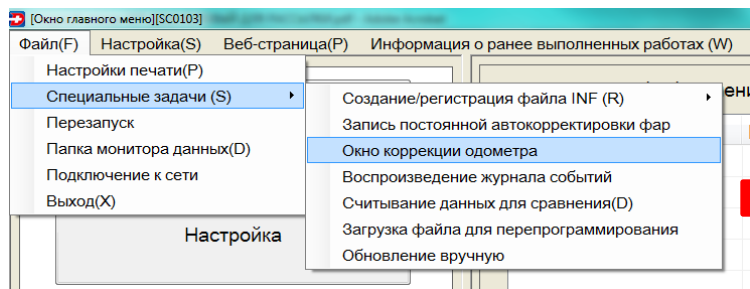 [Окно главного меню][SC0103]
Файл(F) Настройка(S) Веб-страница(P) Информация о ранее выполненных работах (W)
Настройки печати(P)
Специальные задачи (S)
Перезапуск
Папка монитора данных(D)
Подключение к сети
Выход(X)
Создание/регистрация файла INF (R)
Запись постоянной автокорректировки фар
Окно коррекции одометра
Воспроизведение журнала событий
Считывание данных для сравнения(D)
Загрузка файла для перепрограммирования
Обновление вручную
Настройка